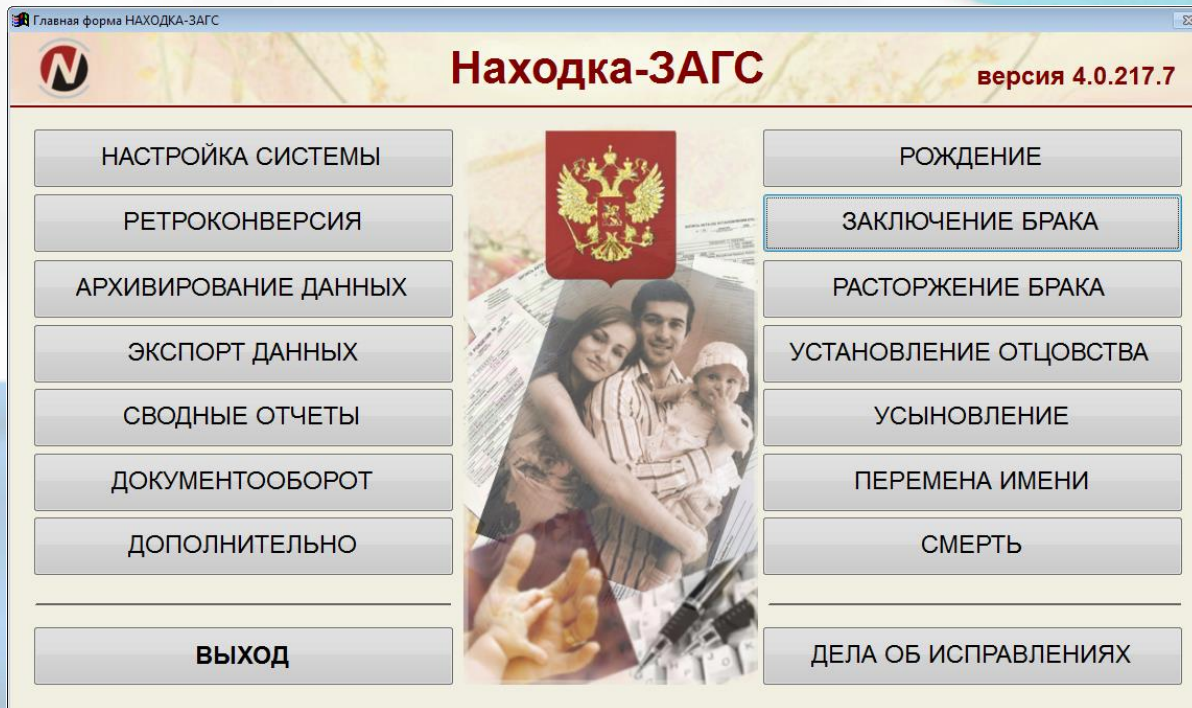 Главная форма НАХОДКА-ЗАГС
Находка-ЗАГС
версия 4.0.217.7
НАСТРОЙКА СИСТЕМЫ
РЕТРОКОНВЕРСИЯ
АРХИВИРОВАНИЕ ДАННЫХ
ЭКСПОРТ ДАННЫХ
СВОДНЫЕ ОТЧЕТЫ
ДОКУМЕНТООБОРОТ
ДОПОЛНИТЕЛЬНО
ВЫХОД
РОЖДЕНИЕ
ЗАКЛЮЧЕНИЕ БРАКА
РАСТОРЖЕНИЕ БРАКА
УСТАНОВЛЕНИЕ ОТЦОВСТВА
УСЫНОВЛЕНИЕ
ПЕРЕМЕНА ИМЕНИ
СМЕРТЬ
ДЕЛА ОБ ИСПРАВЛЕНИЯХ